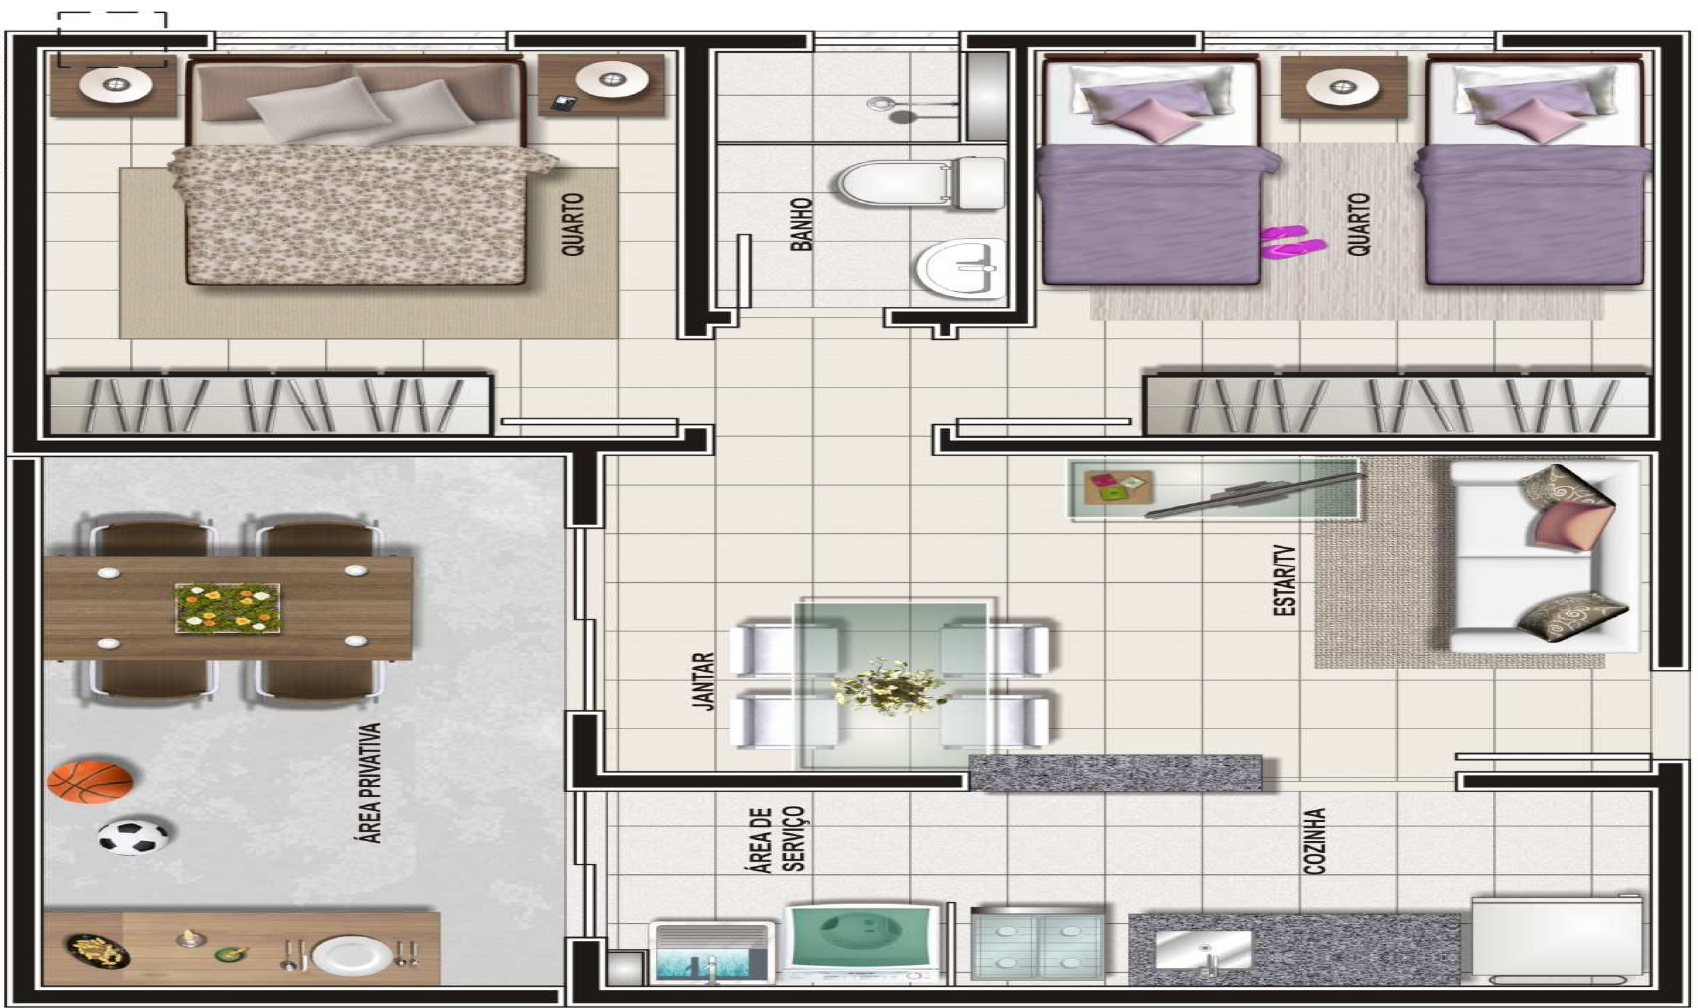 QUARTO
BANHO
QUARTO
ESTAR/TV
JANTAR
ÁREA PRIVATIVA
ÁREA DE
SERVIÇO
COZINHA